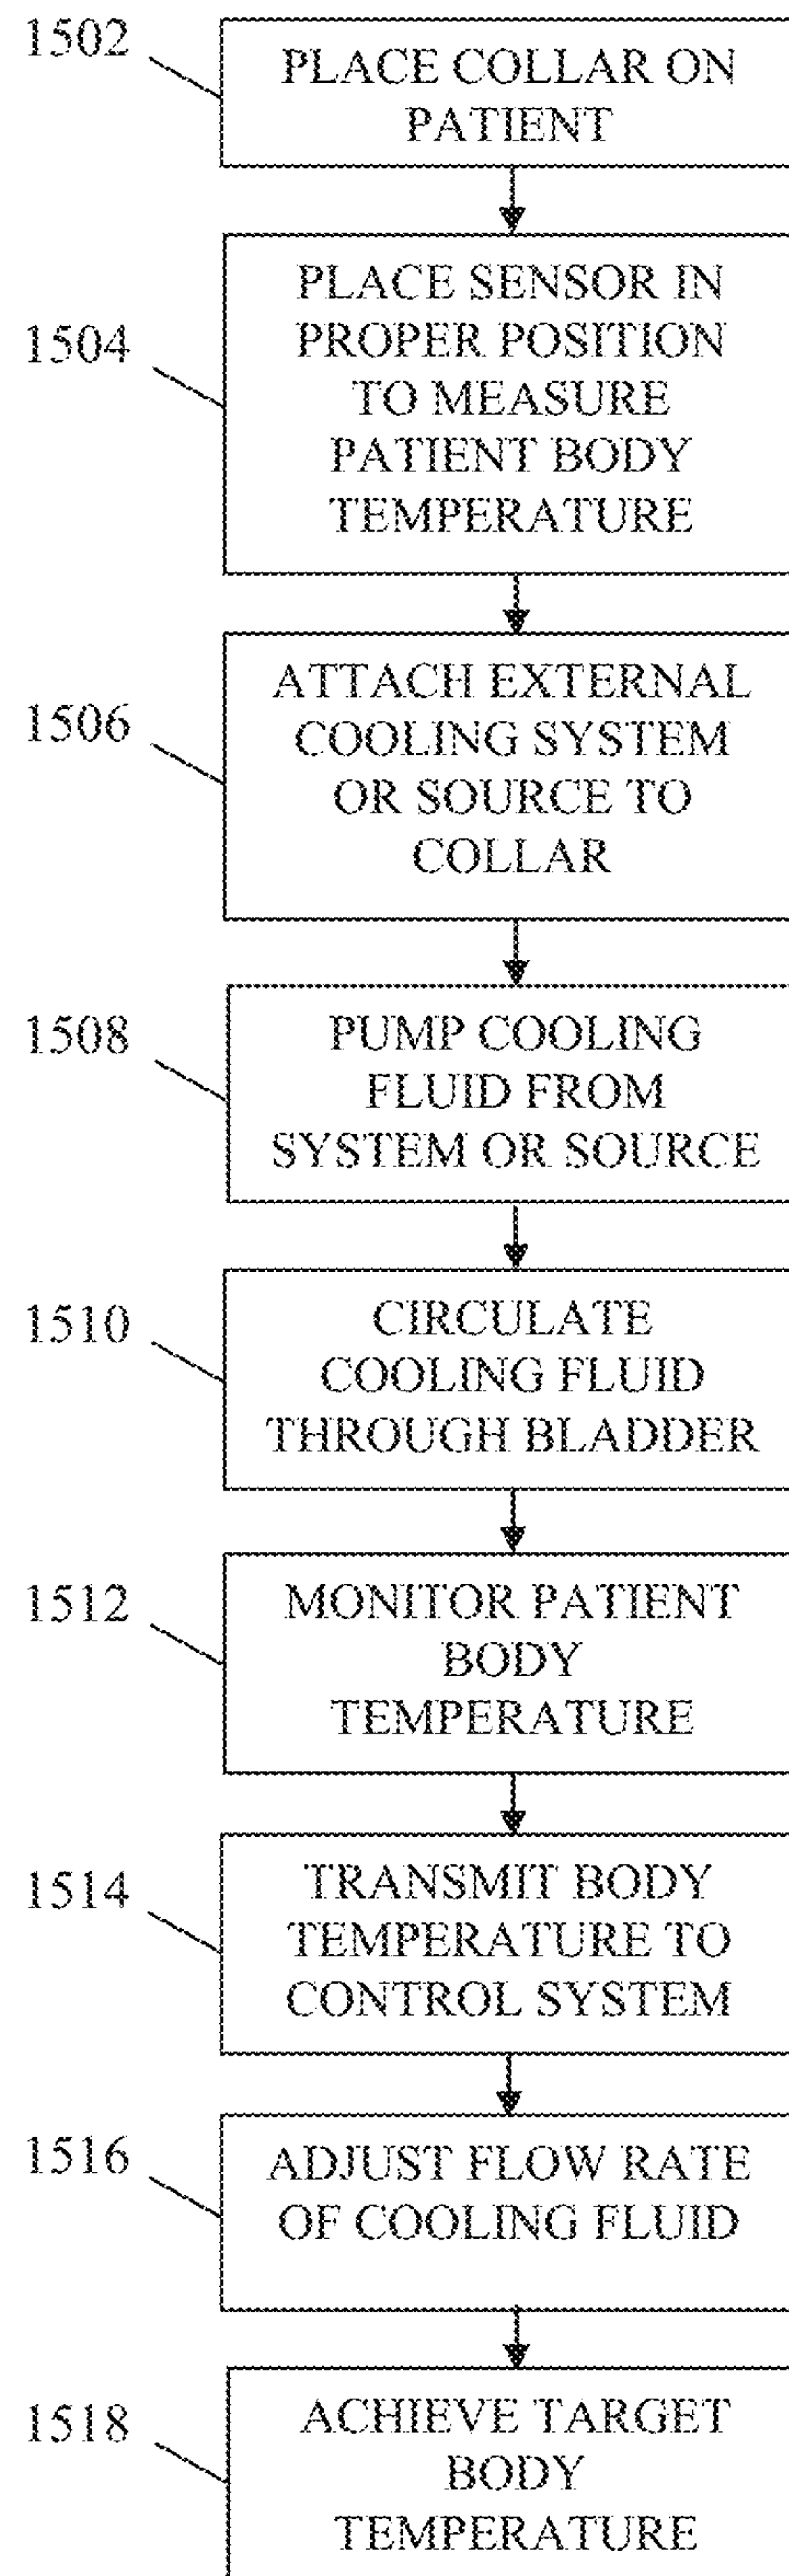 1502
PLACE COLLAR ON
PATIENT
1504
PLACE SENSOR IN
PROPER POSITION
TO MEASURE
PATIENT BODY
TEMPERATURE
1506
ATTACH EXTERNAL
COOLING SYSTEM
OR SOURCE TO
COLLAR
1508
PUMP COOLING
FLUID FROM
SYSTEM OR SOURCE
1510
CIRCULATE
COOLING FLUID
THROUGH BLADDER
1512
MONITOR PATIENT
BODY
TEMPERATURE
1514
TRANSMIT BODY
TEMPERATURE TO
CONTROL SYSTEM
1516
ADJUST FLOW RATE
OF COOLING FLUID
1518
ACHIEVE TARGET
BODY
TEMPERATURE